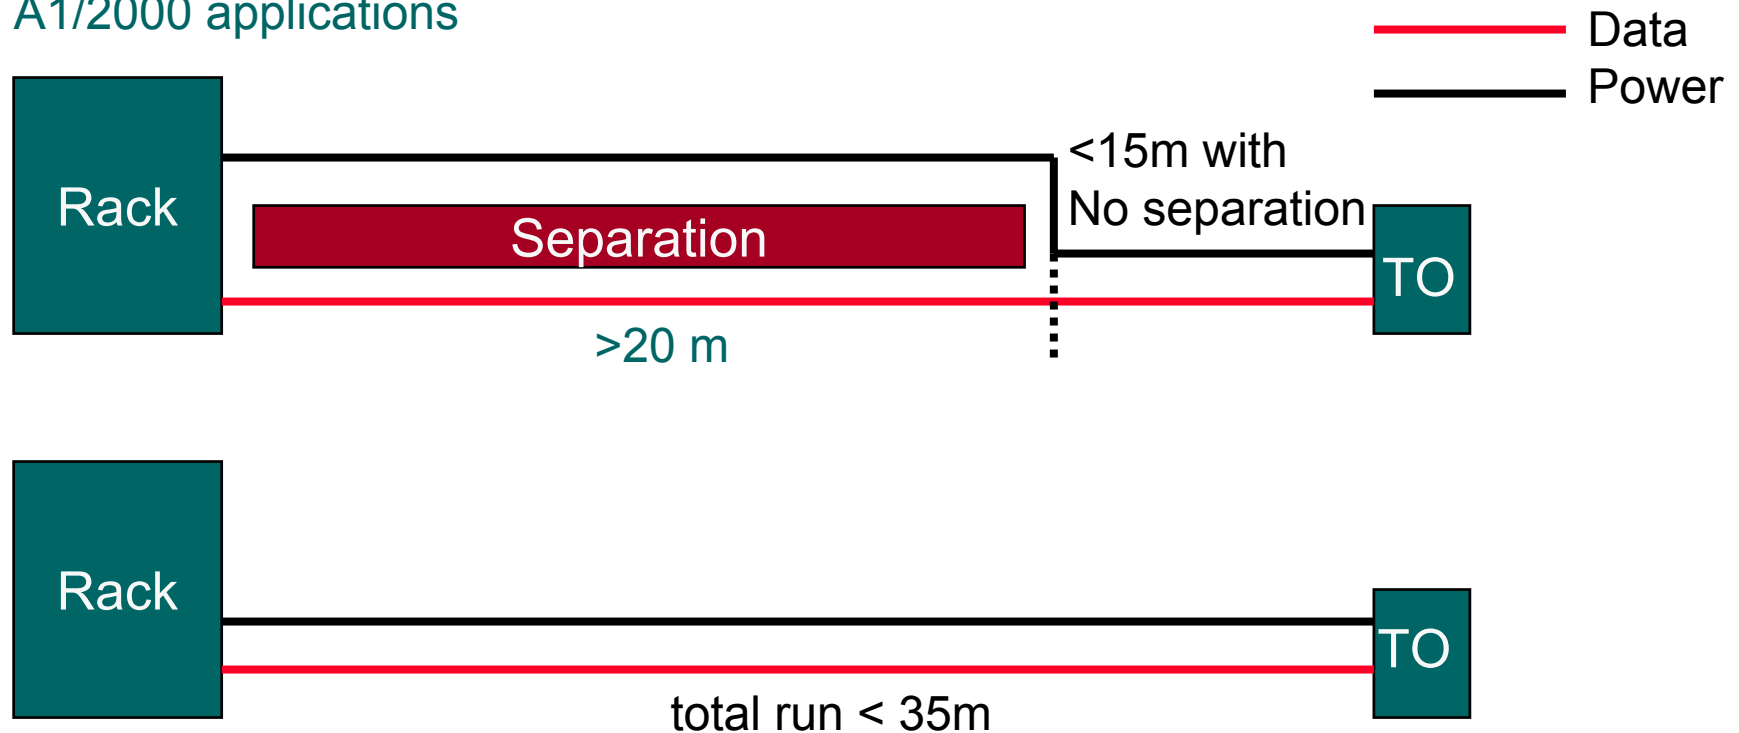 A1/2000 applications
Data
Power
<15m with
No separation
Rack
Separation
TO
>20 m
Rack
TO
total run < 35m